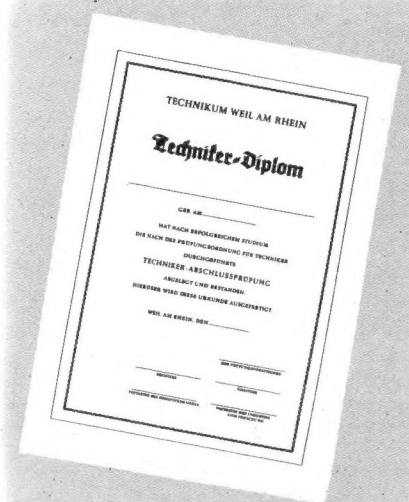 TECHNIKUM WEIL AM RHEIN
Techniker-Diplom
GEB. AM
HAT NACH ERFOLGREICHEM STUDIUM
DIE NACH DER PRÜFUNGSORDNUNG FÜR TECHNIKER
DURCHGEFÜHRTE
TECHNIKER-ABSCHLUSSPRÜFUNG
ABGELEGT UND BESTANDEN.
HIERÜBER WIRD DIESE URKUNDE AUSGEFERTIGT.
WEIL AM RHEIN, DEN